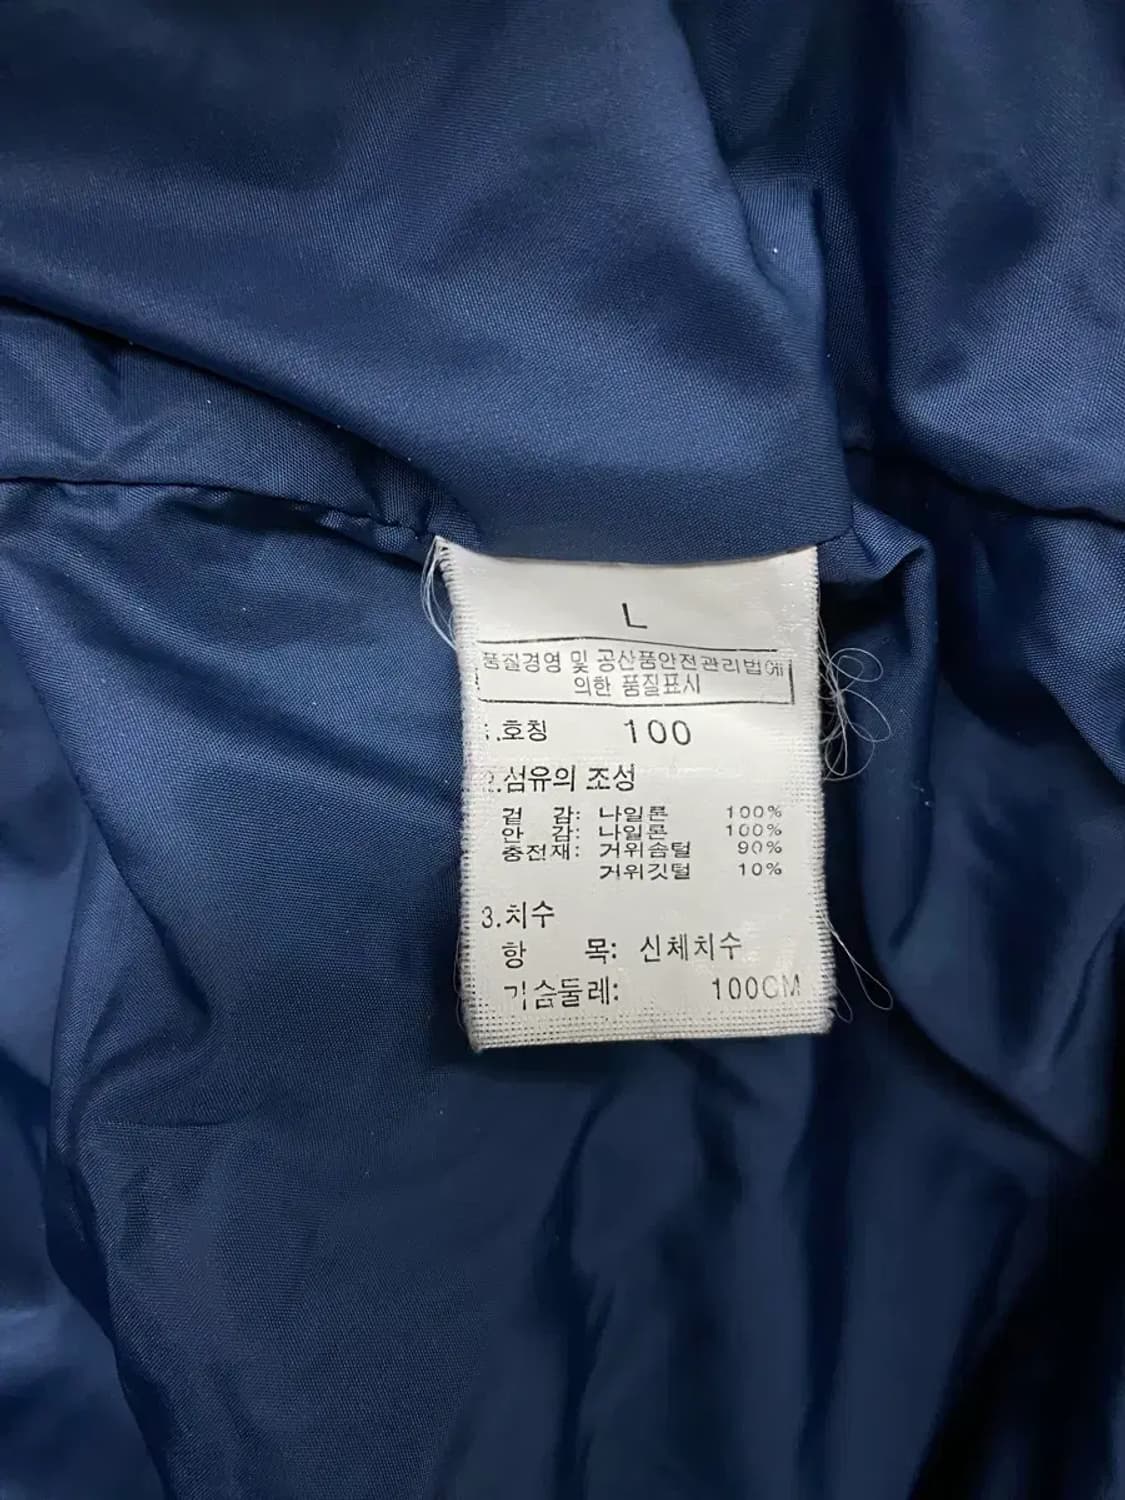 L
품질경영 및 공산품안전관리법에
의한 품질표시
1.호칭 100
2.섬유의 조성
겉 감: 나일론 100%
안 감: 나일론 100%
충전재: 거위솜털 90%
거위깃털 10%
3.치수
항 목: 신체치수
가슴둘레: 100CM